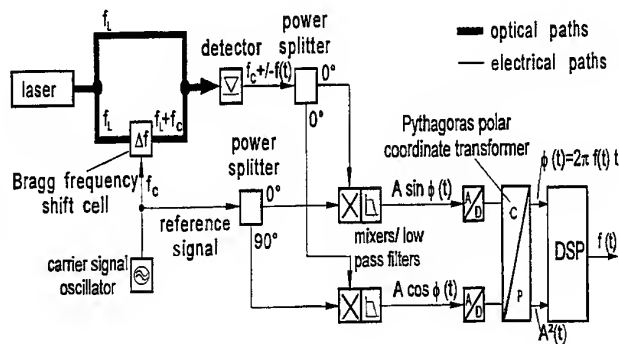 f_L
power
splitter
optical paths
electrical paths
detector
f_C+/-f(t)
0°
laser
0°
f_L
f_L+f_C
Δf
power
splitter
Pythagoras polar
coordinate transformer
ϕ(t)=2π f(t) t
Bragg frequency
shift cell
f_C
0°
A sin ϕ(t)
A/D
C
reference
signal
90°
mixers/ low
pass filters
DSP
f(t)
carrier signal
oscillator
A cos ϕ(t)
A/D
P
A²(t)